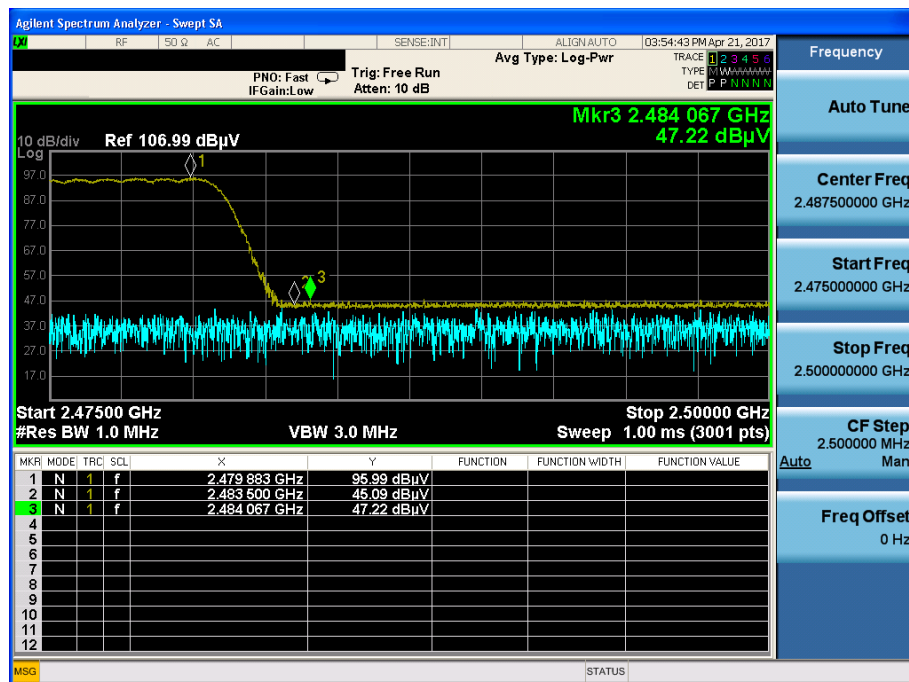 Agilent Spectrum Analyzer - Swept SA
LXI RF 50 Ω AC SENSE:INT ALIGN AUTO 03:54:43 PM Apr 21, 2017
Frequency
PNO: Fast
IFGain:Low
Trig: Free Run
Atten: 10 dB
Avg Type: Log-Pwr
TRACE 1 2 3 4 5 6
TYPE M W W W W W
DET P P N N N N
Mkr3 2.484 067 GHz
47.22 dBµV
10 dB/div Ref 106.99 dBµV
Log
97.0
87.0
77.0
67.0
57.0
47.0
37.0
27.0
17.0
1
2
3
Start 2.47500 GHz Stop 2.50000 GHz
#Res BW 1.0 MHz VBW 3.0 MHz Sweep 1.00 ms (3001 pts)
MKR MODE TRC SCL X Y FUNCTION FUNCTION WIDTH FUNCTION VALUE
1 N 1 f 2.479 883 GHz 95.99 dBµV
2 N 1 f 2.483 500 GHz 45.09 dBµV
3 N 1 f 2.484 067 GHz 47.22 dBµV
4
5
6
7
8
9
10
11
12
Auto Tune
Center Freq
2.487500000 GHz
Start Freq
2.475000000 GHz
Stop Freq
2.500000000 GHz
CF Step
2.500000 MHz
Auto Man
Freq Offset
0 Hz
MSG STATUS